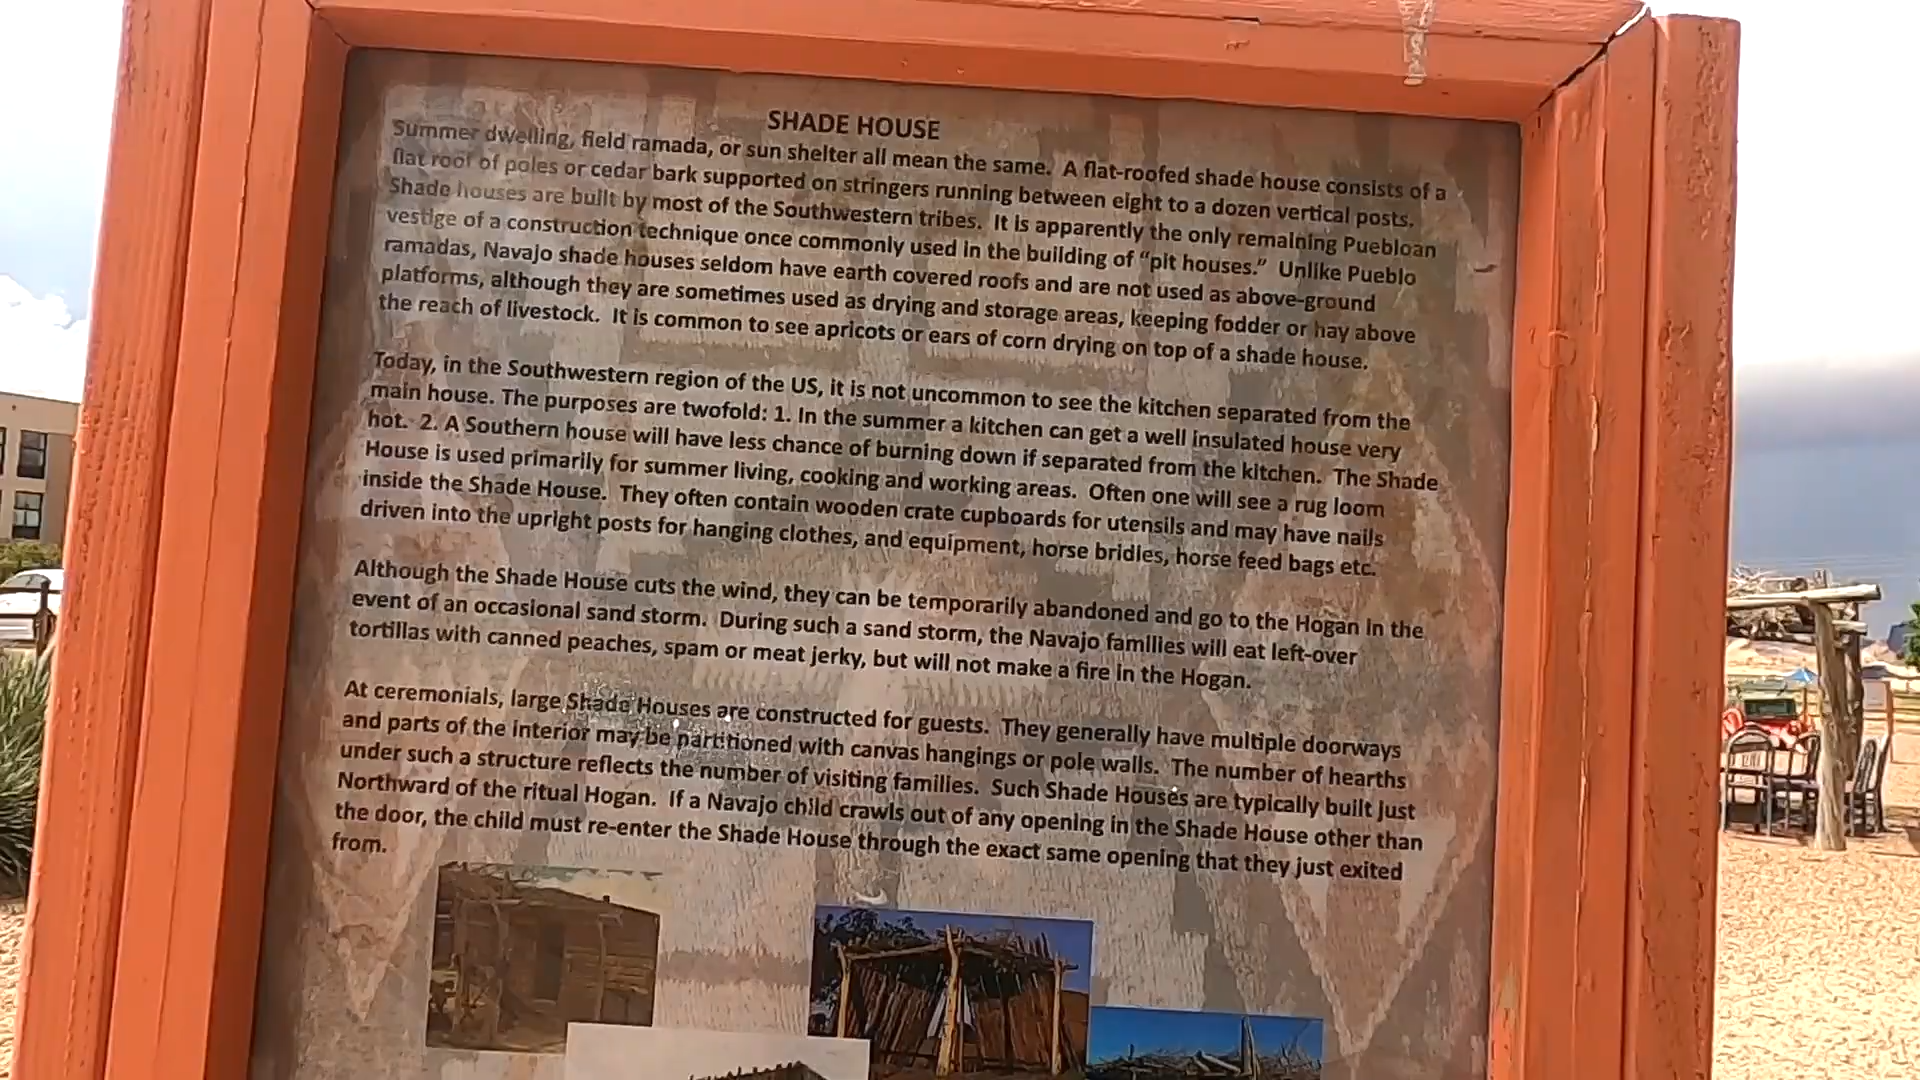 SHADE HOUSE
Summer dwelling, field ramada, or sun shelter all mean the same. A flat-roofed shade house consists of a
flat roof of poles or cedar bark supported on stringers running between eight to a dozen vertical posts.
Shade houses are built by most of the Southwestern tribes. It is apparently the only remaining Puebloan
vestige of a construction technique once commonly used in the building of “pit houses.” Unlike Pueblo
ramadas, Navajo shade houses seldom have earth covered roofs and are not used as above-ground
platforms, although they are sometimes used as drying and storage areas, keeping fodder or hay above
the reach of livestock. It is common to see apricots or ears of corn drying on top of a shade house.
Today, in the Southwestern region of the US, it is not uncommon to see the kitchen separated from the
main house. The purposes are twofold: 1. In the summer a kitchen can get a well insulated house very
hot. 2. A Southern house will have less chance of burning down if separated from the kitchen. The Shade
House is used primarily for summer living, cooking and working areas. Often one will see a rug loom
inside the Shade House. They often contain wooden crate cupboards for utensils and may have nails
driven into the upright posts for hanging clothes, and equipment, horse bridles, horse feed bags etc.
Although the Shade House cuts the wind, they can be temporarily abandoned and go to the Hogan in the
event of an occasional sand storm. During such a sand storm, the Navajo families will eat left-over
tortillas with canned peaches, spam or meat jerky, but will not make a fire in the Hogan.
At ceremonials, large Shade Houses are constructed for guests. They generally have multiple doorways
and parts of the interior may be partitioned with canvas hangings or pole walls. The number of hearths
under such a structure reflects the number of visiting families. Such Shade Houses are typically built just
Northward of the ritual Hogan. If a Navajo child crawls out of any opening in the Shade House other than
the door, the child must re-enter the Shade House through the exact same opening that they just exited
from.